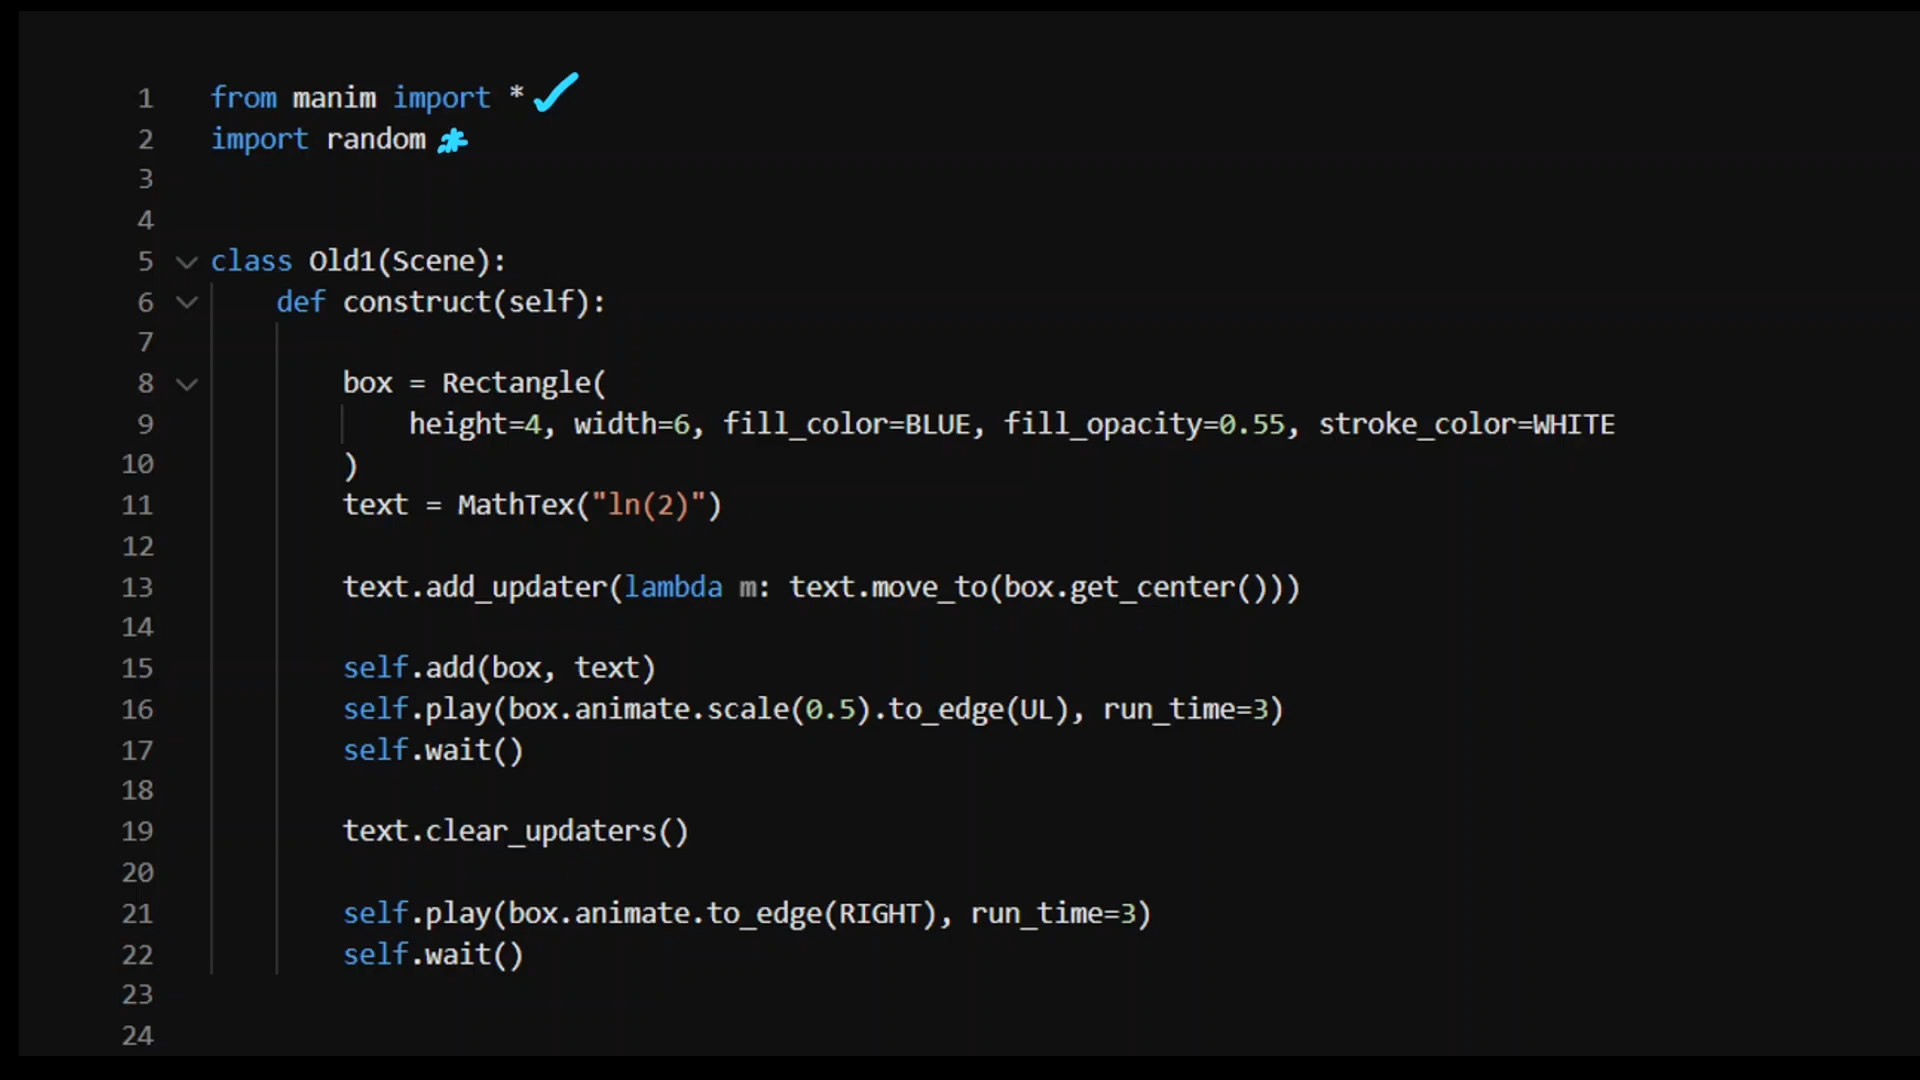 1 from manim import *
2 import random
3
4
5 class Old1(Scene):
6 def construct(self):
7
8 box = Rectangle(
9 height=4, width=6, fill_color=BLUE, fill_opacity=0.55, stroke_color=WHITE
10 )
11 text = MathTex("ln(2)")
12
13 text.add_updater(lambda m: text.move_to(box.get_center()))
14
15 self.add(box, text)
16 self.play(box.animate.scale(0.5).to_edge(UL), run_time=3)
17 self.wait()
18
19 text.clear_updaters()
20
21 self.play(box.animate.to_edge(RIGHT), run_time=3)
22 self.wait()
23
24